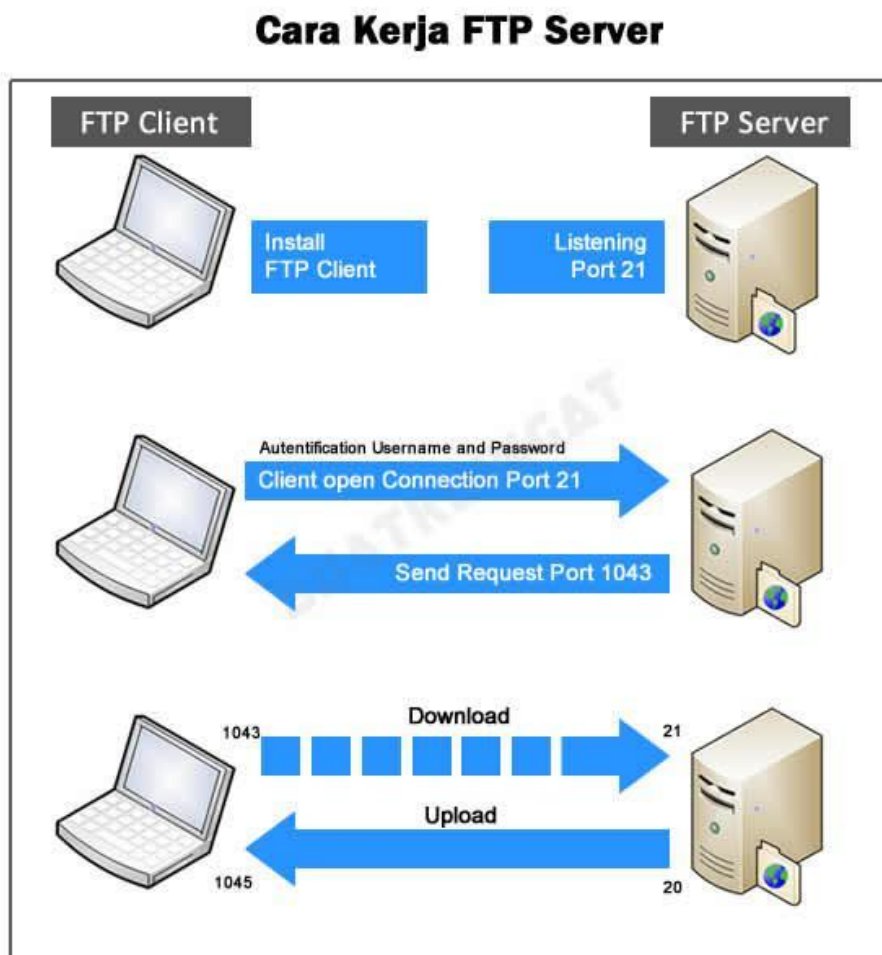 Cara Kerja FTP Server
FTP Client
FTP Server
Install
FTP Client
Listening
Port 21
Autentification Username and Password
Client open Connection Port 21
Send Request Port 1043
1043
Download
21
Upload
1045
20